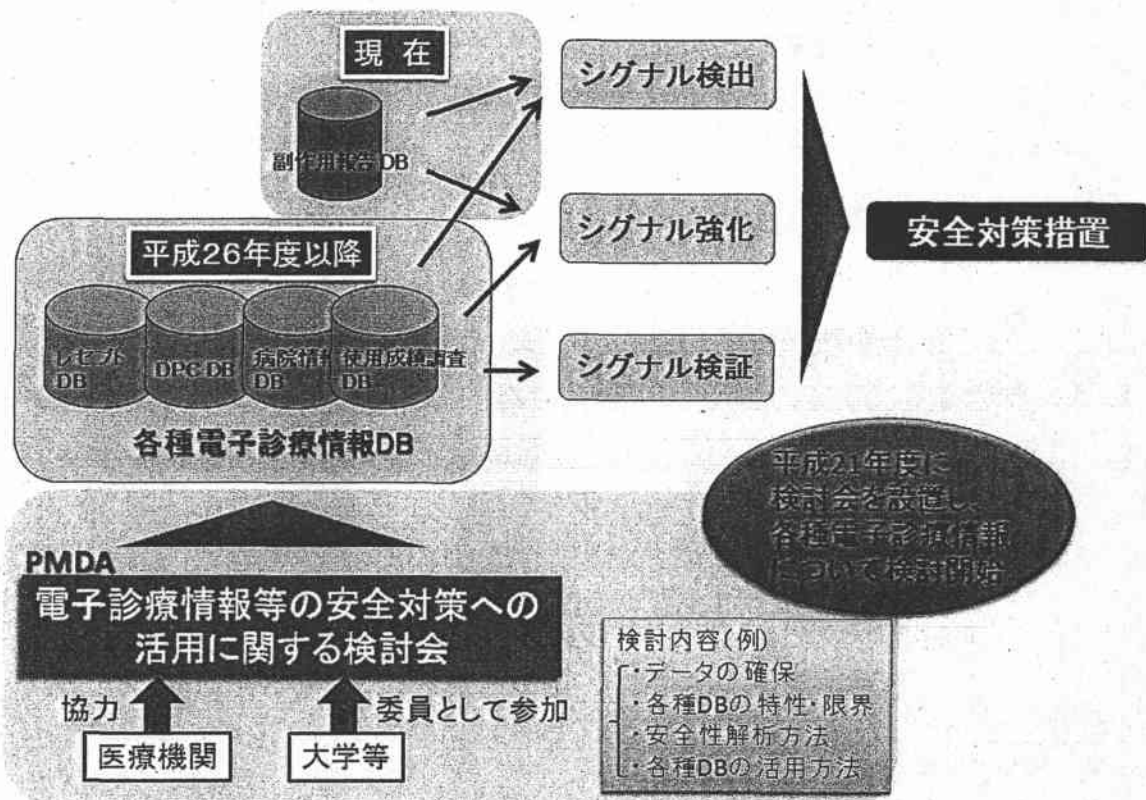 現在
副作用報告DB
平成26年度以降
レセプト
DB
DPC DB
病院情
DB
使用成績調査
DB
各種電子診療情報DB
シグナル検出
シグナル強化
シグナル検証
安全対策措置
平成21年度に
検討会を設置し、
各種電子診療情報
について検討開始
PMDA
電子診療情報等の安全対策への
活用に関する検討会
協力
委員として参加
医療機関
大学等
検討内容(例)
・データの確保
・各種DBの特性・限界
・安全性解析方法
・各種DBの活用方法